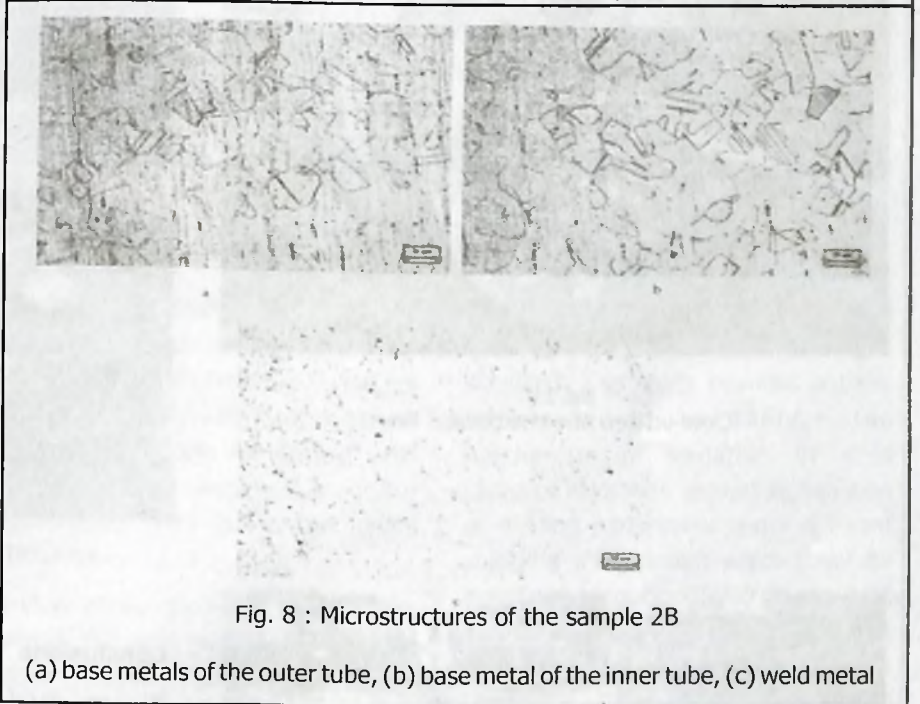 a
b
Fig. 8 : Microstructures of the sample 2B
(a) base metals of the outer tube, (b) base metal of the inner tube, (c) weld metal